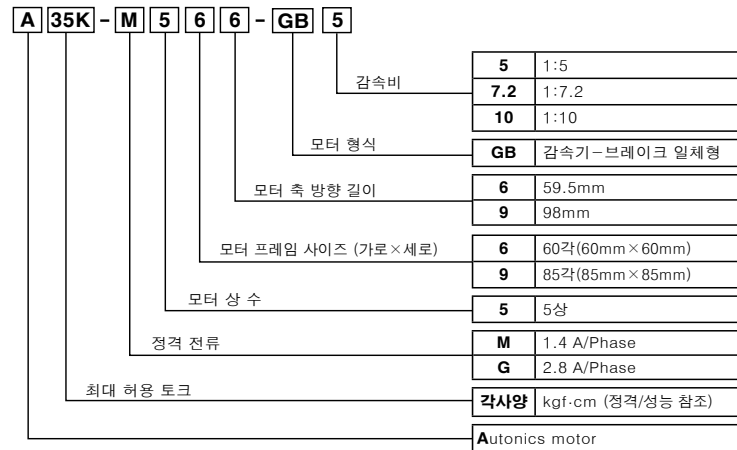 A 35K - M 5 6 6 - GB 5
감속비
5 1:5
7.2 1:7.2
10 1:10
모터 형식
GB 감속기-브레이크 일체형
모터 축 방향 길이
6 59.5mm
9 98mm
모터 프레임 사이즈 (가로×세로)
6 60각(60mm×60mm)
9 85각(85mm×85mm)
모터 상 수
5 5상
정격 전류
M 1.4 A/Phase
G 2.8 A/Phase
최대 허용 토크
각사양 kgf·cm (정격/성능 참조)
Autonics motor